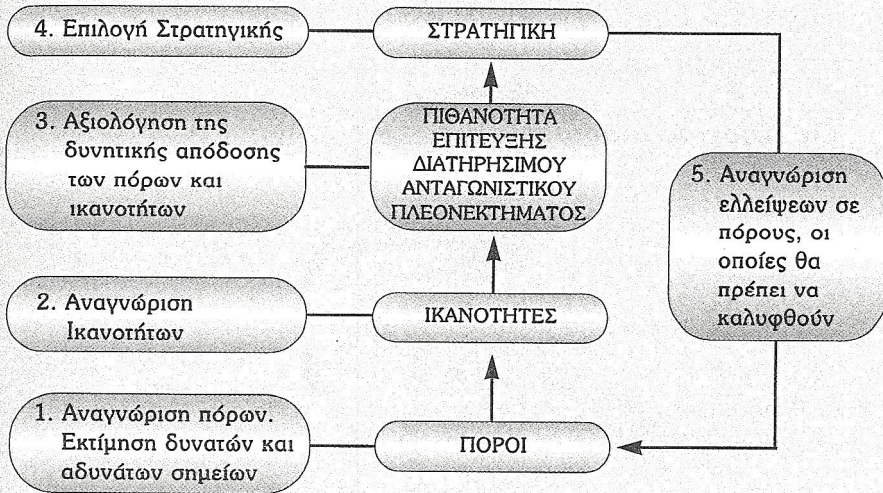 4. Επιλογή Στρατηγικής
ΣΤΡΑΤΗΓΙΚΗ
3. Αξιολόγηση της
δυνητικής απόδοσης
των πόρων και
ικανοτήτων
ΠΙΘΑΝΟΤΗΤΑ
ΕΠΙΤΕΥΞΗΣ
ΔΙΑΤΗΡΗΣΙΜΟΥ
ΑΝΤΑΓΩΝΙΣΤΙΚΟΥ
ΠΛΕΟΝΕΚΤΗΜΑΤΟΣ
5. Αναγνώριση
ελλείψεων σε
πόρους, οι
οποίες θα
πρέπει να
καλυφθούν
2. Αναγνώριση
Ικανοτήτων
ΙΚΑΝΟΤΗΤΕΣ
1. Αναγνώριση πόρων.
Εκτίμηση δυνατών και
αδυνάτων σημείων
ΠΟΡΟΙ